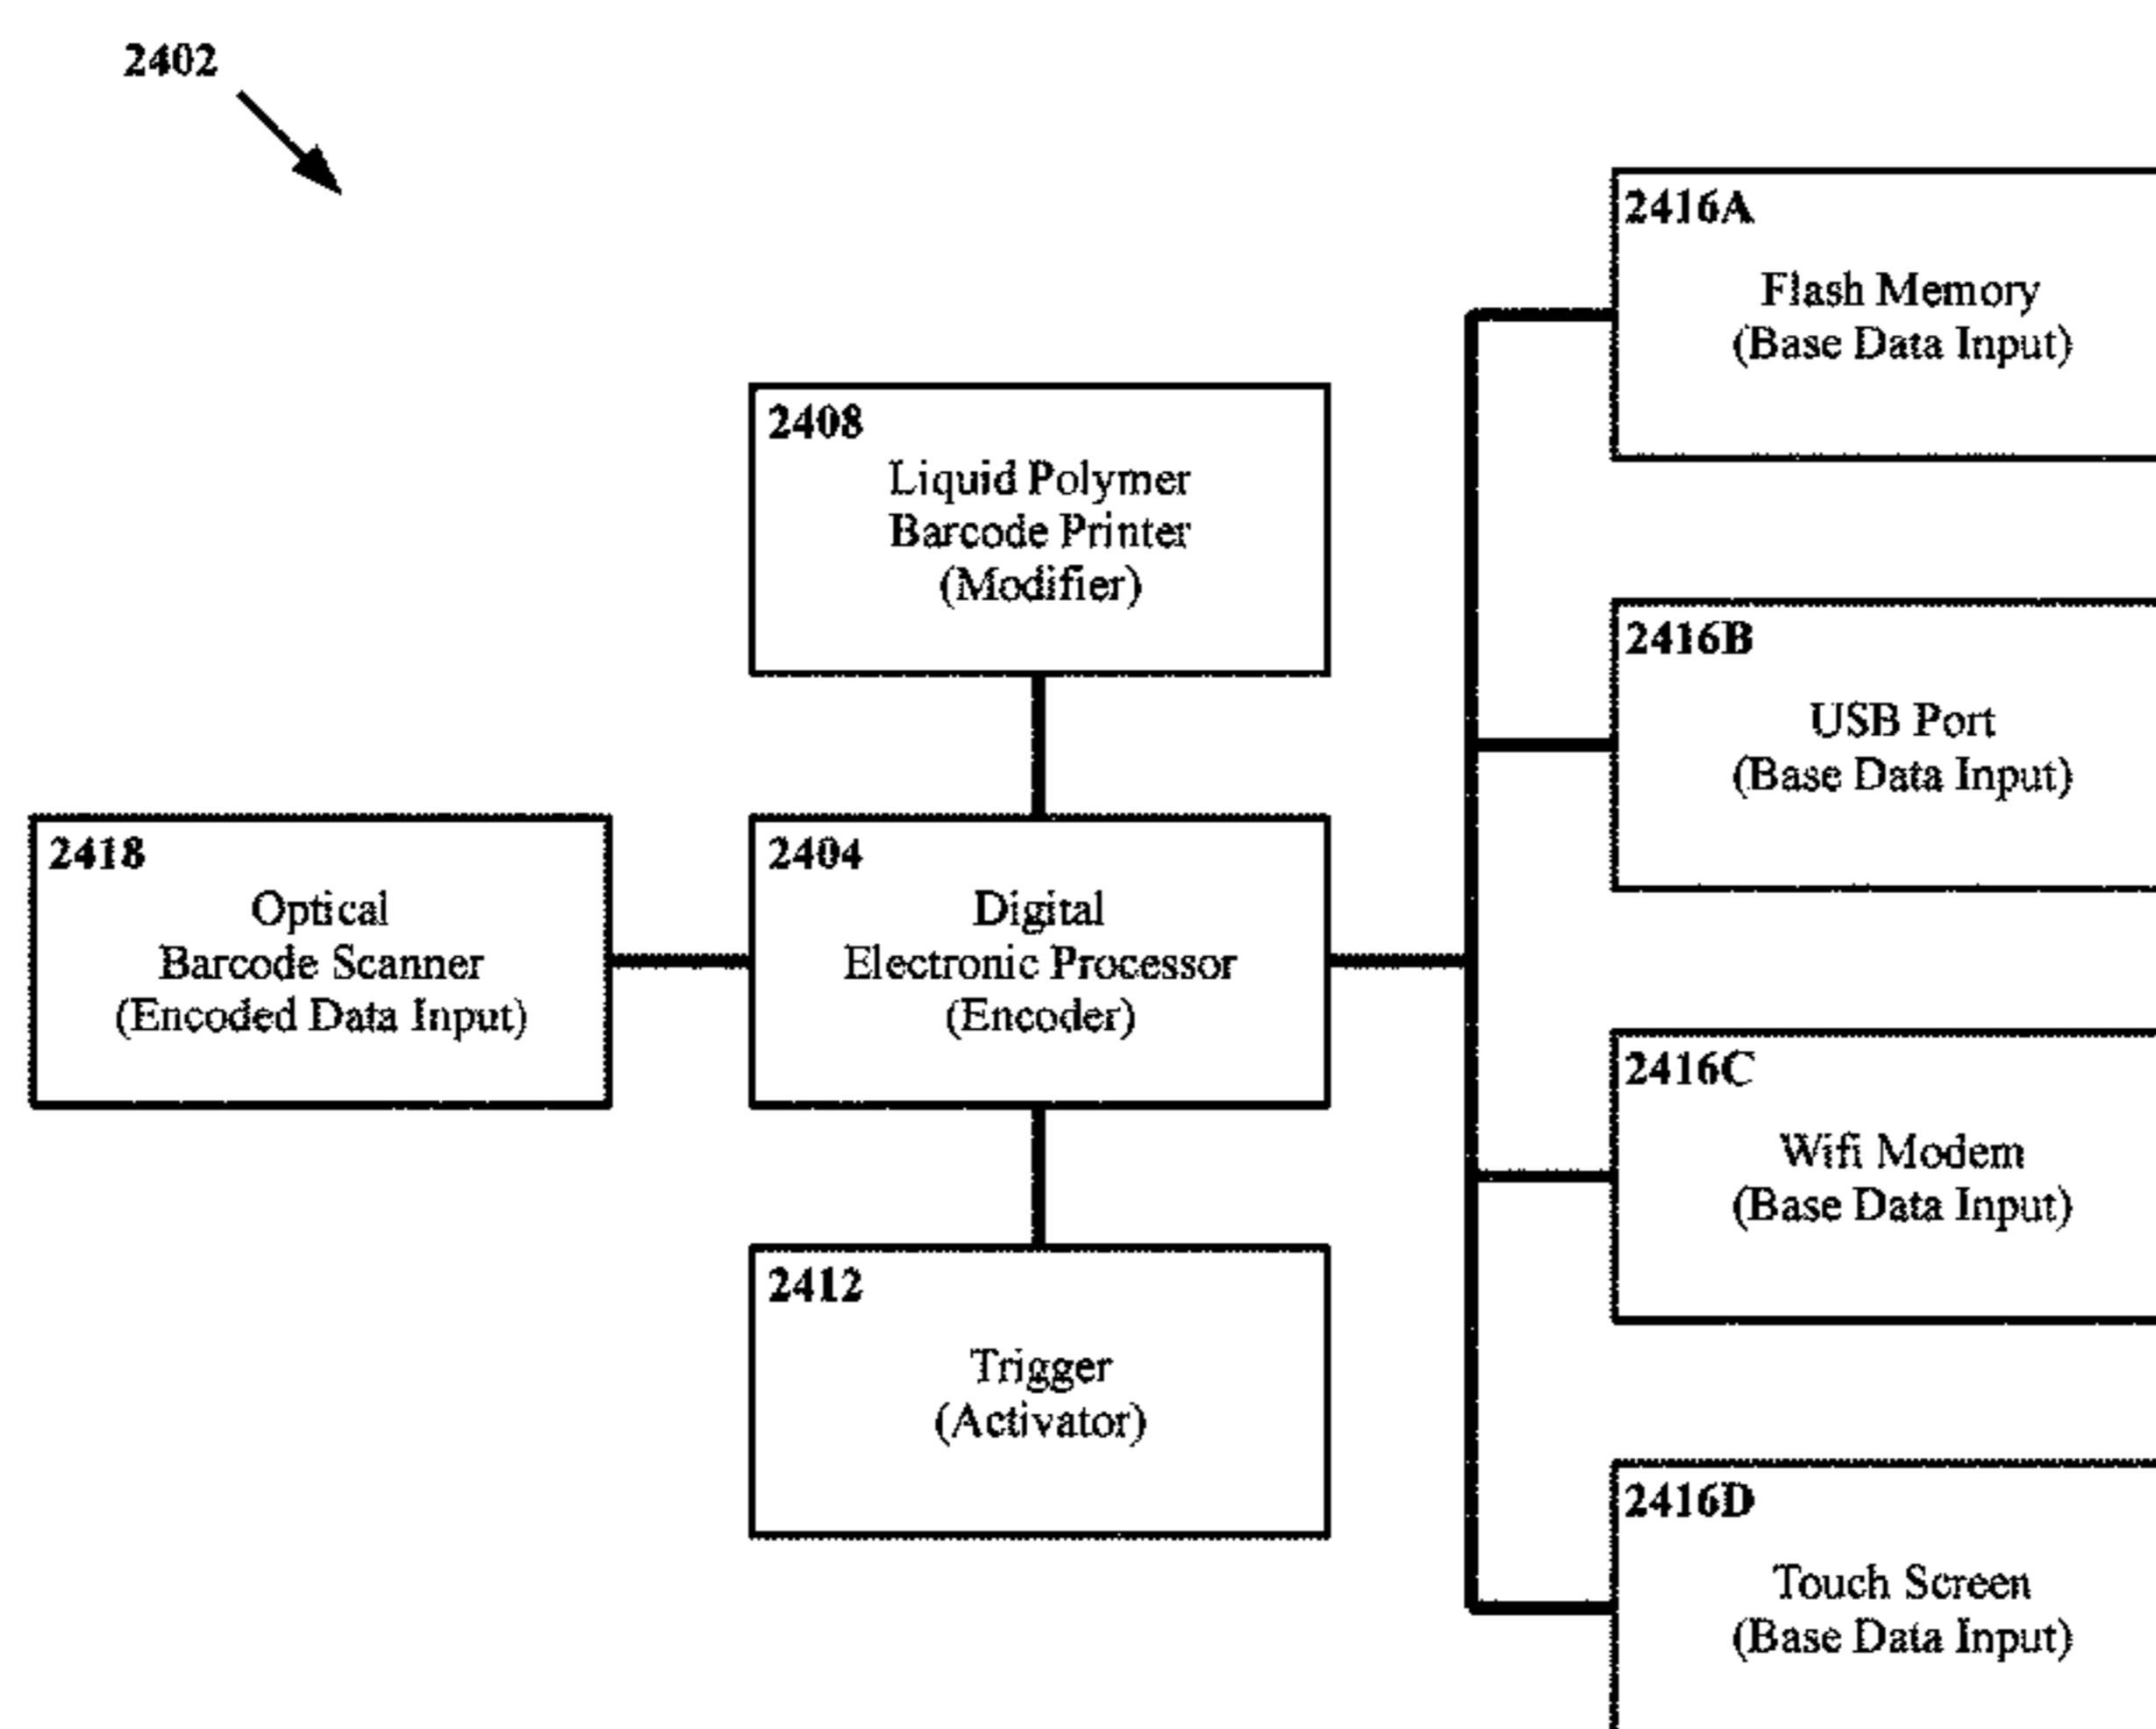 2402
2416A
Flash Memory
(Base Data Input)
2408
Liquid Polymer
Barcode Printer
(Modifier)
2416B
USB Port
(Base Data Input)
2418
Optical
Barcode Scanner
(Encoded Data Input)
2404
Digital
Electronic Processor
(Encoder)
2416C
Wifi Modem
(Base Data Input)
2412
Trigger
(Activator)
2416D
Touch Screen
(Base Data Input)